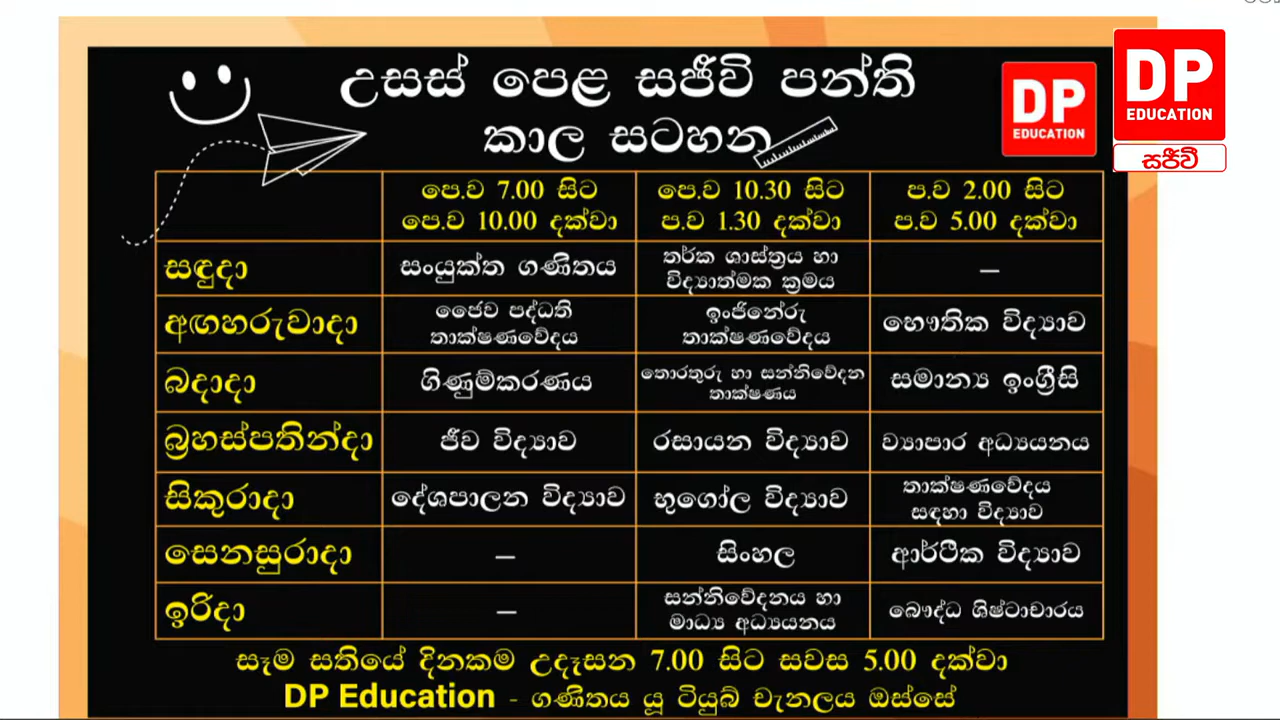 උසස් පෙළ සජීවී පන්ති
කාල සටහන
DP
EDUCATION
DP
EDUCATION
සජීවී
පෙ.ව 7.00 සිට
පෙ.ව 10.00 දක්වා
පෙ.ව 10.30 සිට
ප.ව 1.30 දක්වා
ප.ව 2.00 සිට
ප.ව 5.00 දක්වා
සඳුදා
සංයුක්ත ගණිතය
තර්ක ශාස්ත්‍රය හා
විද්‍යාත්මක ක්‍රමය
–
අඟහරුවාදා
ජෛව පද්ධති
තාක්ෂණවේදය
ඉංජිනේරු
තාක්ෂණවේදය
භෞතික විද්‍යාව
බදාදා
ගිණුම්කරණය
තොරතුරු හා සන්නිවේදන
තාක්ෂණය
සමාන්‍ය ඉංග්‍රීසි
බ්‍රහස්පතින්දා
ජීව විද්‍යාව
රසායන විද්‍යාව
ව්‍යාපාර අධ්‍යයනය
සිකුරාදා
දේශපාලන විද්‍යාව
භූගෝල විද්‍යාව
තාක්ෂණවේදය
සඳහා විද්‍යාව
සෙනසුරාදා
–
සිංහල
ආර්ථික විද්‍යාව
ඉරිදා
–
සන්නිවේදනය හා
මාධ්‍ය අධ්‍යයනය
බෞද්ධ ශිෂ්ටාචාරය
සෑම සතියේ දිනකම උදෑසන 7.00 සිට සවස 5.00 දක්වා
DP Education - ගණිතය යූ ටියුබ් චැනලය ඔස්සේ